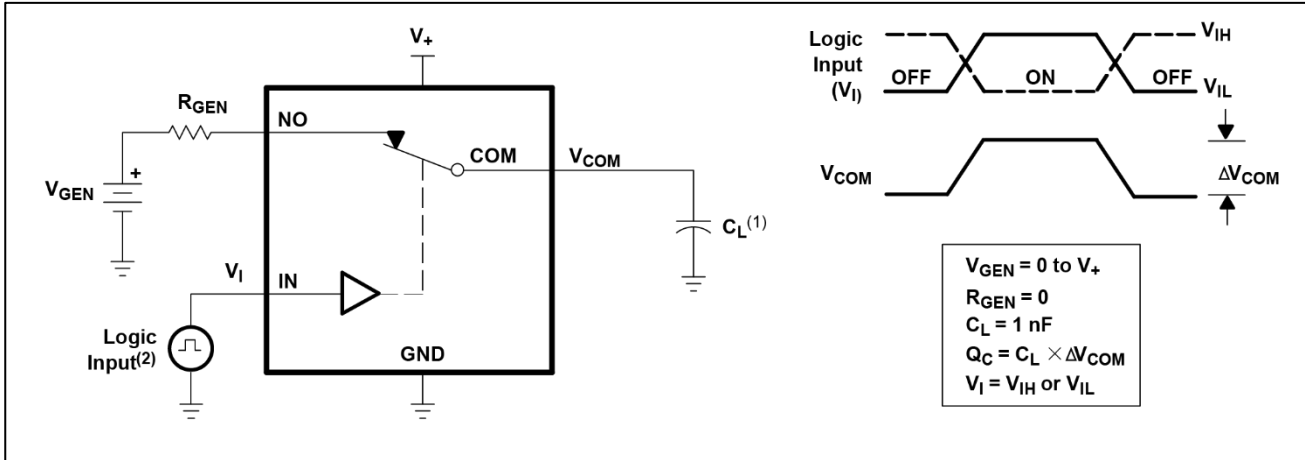 V+
RGEN
NO
COM
VCOM
VGEN
+
CL(1)
VI
IN
Logic
Input(2)
GND
Logic
Input
(VI)
OFF
ON
OFF
VIH
VIL
VCOM
ΔVCOM
VGEN = 0 to V+
RGEN = 0
CL = 1 nF
QC = CL × ΔVCOM
VI = VIH or VIL